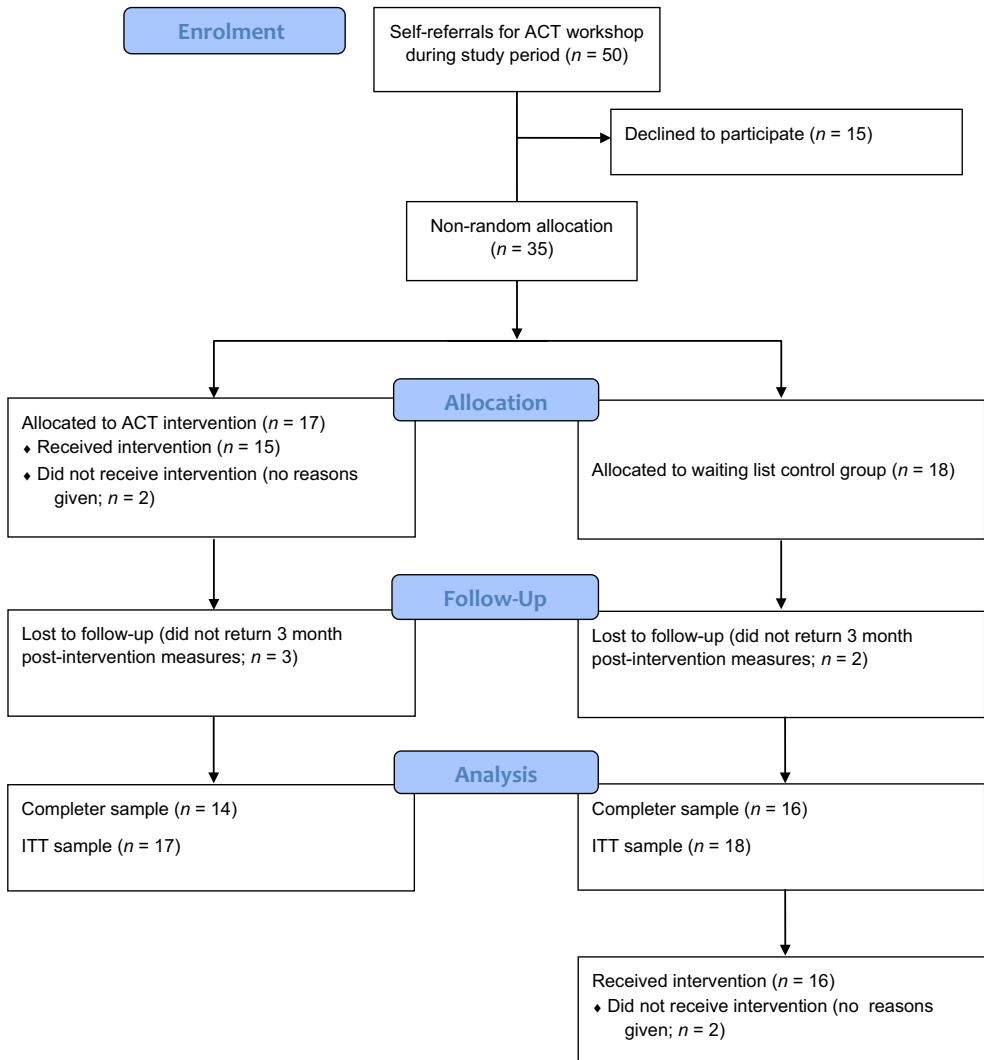 Enrolment
Self-referrals for ACT workshop
during study period (n = 50)
Declined to participate (n = 15)
Non-random allocation
(n = 35)
Allocation
Allocated to ACT intervention (n = 17)
♦ Received intervention (n = 15)
♦ Did not receive intervention (no reasons
given; n = 2)
Allocated to waiting list control group (n = 18)
Follow-Up
Lost to follow-up (did not return 3 month
post-intervention measures; n = 3)
Lost to follow-up (did not return 3 month
post-intervention measures; n = 2)
Analysis
Completer sample (n = 14)
ITT sample (n = 17)
Completer sample (n = 16)
ITT sample (n = 18)
Received intervention (n = 16)
♦ Did not receive intervention (no reasons
given; n = 2)